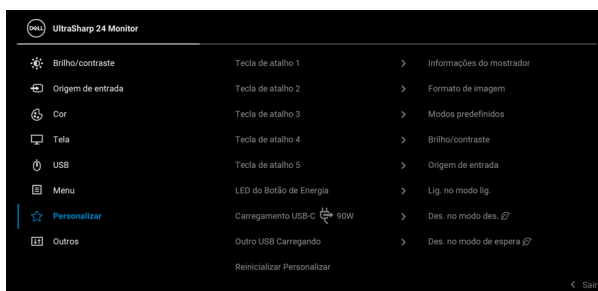 DELL UltraSharp 24 Monitor
Brilho/contraste Tecla de atalho 1 Informações do mostrador
Origem de entrada Tecla de atalho 2 Formato de imagem
Cor Tecla de atalho 3 Modos predefinidos
Tela Tecla de atalho 4 Brilho/contraste
USB Tecla de atalho 5 Origem de entrada
Menu LED do Botão de Energia Lig. no modo lig.
Personalizar Carregamento USB-C 90W Des. no modo des.
Outros Outro USB Carregando Des. no modo de espera
Reinicializar Personalizar
Sair